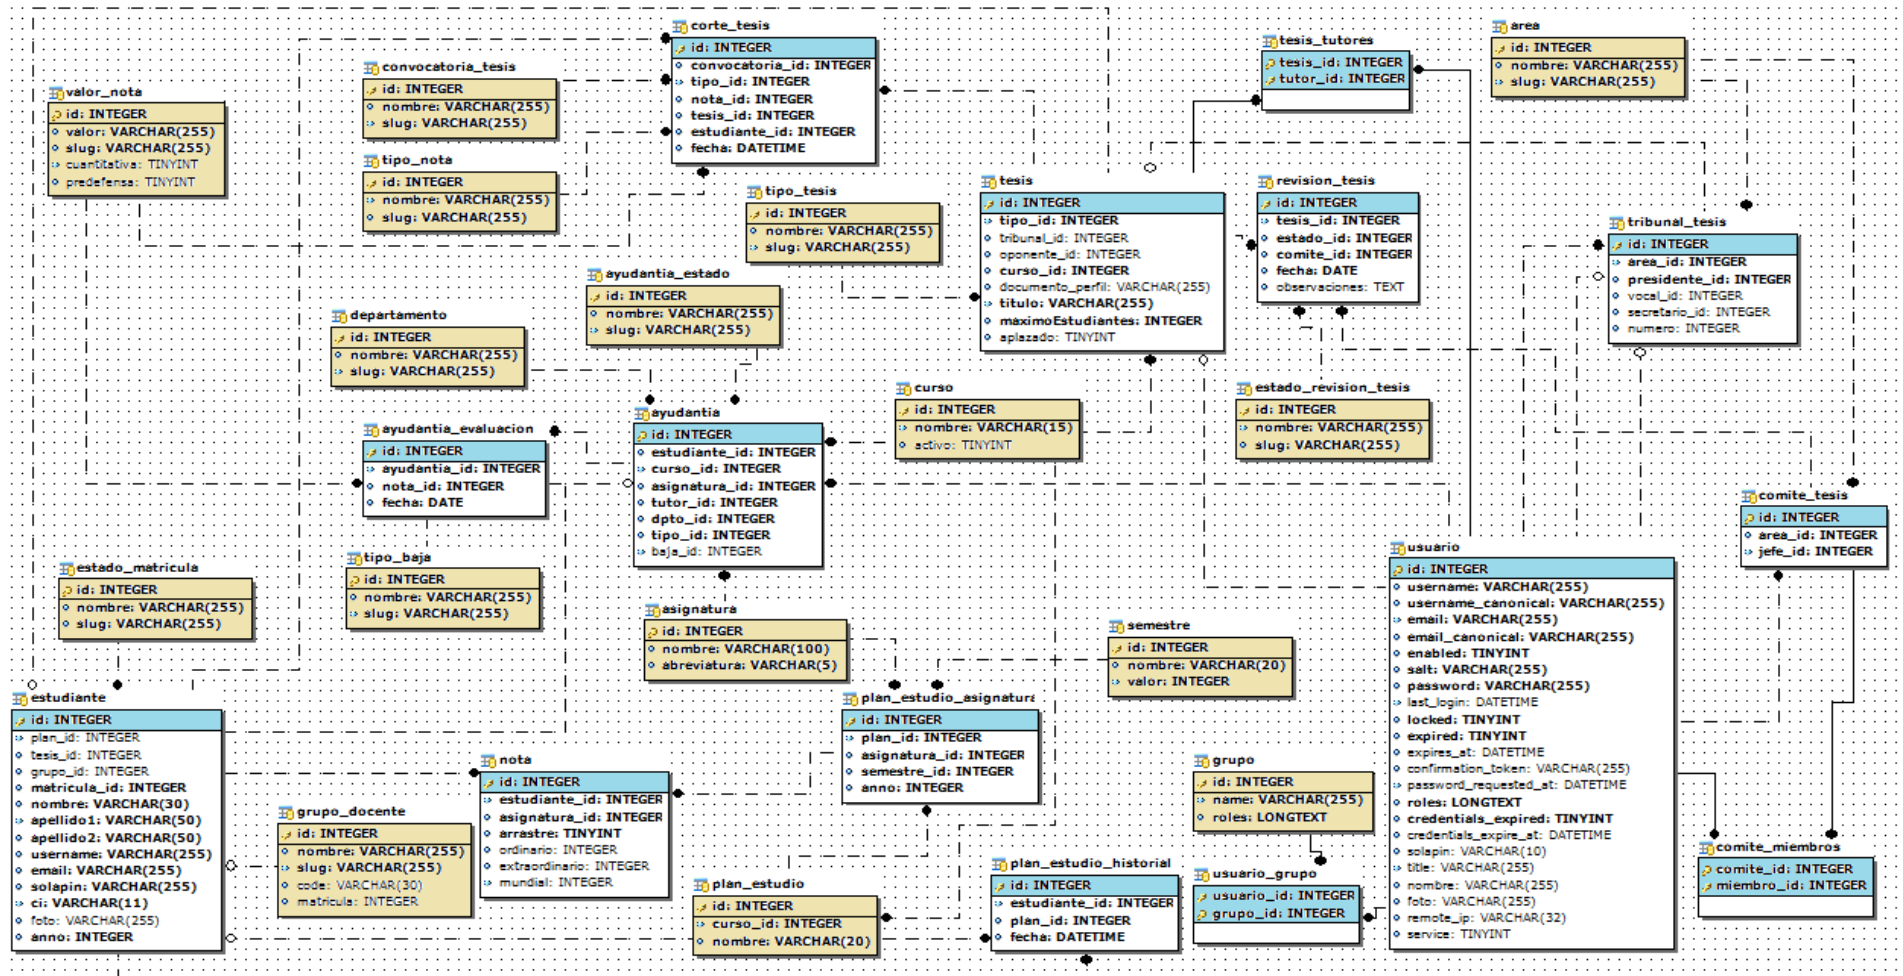 corte_tesis
id: INTEGER
convocatoria_id: INTEGER
tipo_id: INTEGER
nota_id: INTEGER
tesis_id: INTEGER
estudiante_id: INTEGER
fecha: DATETIME
tesis_tutores
tesis_id: INTEGER
tutor_id: INTEGER
area
id: INTEGER
nombre: VARCHAR(255)
slug: VARCHAR(255)
convocatoria_tesis
id: INTEGER
nombre: VARCHAR(255)
slug: VARCHAR(255)
valor_nota
id: INTEGER
valor: VARCHAR(255)
slug: VARCHAR(255)
cuantitativa: TINYINT
predefensa: TINYINT
tipo_nota
id: INTEGER
nombre: VARCHAR(255)
slug: VARCHAR(255)
tipo_tesis
id: INTEGER
nombre: VARCHAR(255)
slug: VARCHAR(255)
tesis
id: INTEGER
tipo_id: INTEGER
tribunal_id: INTEGER
oponente_id: INTEGER
curso_id: INTEGER
documento_perfil: VARCHAR(255)
titulo: VARCHAR(255)
maximoEstudiantes: INTEGER
aplazado: TINYINT
revision_tesis
id: INTEGER
tesis_id: INTEGER
estado_id: INTEGER
comite_id: INTEGER
fecha: DATE
observaciones: TEXT
tribunal_tesis
id: INTEGER
area_id: INTEGER
presidente_id: INTEGER
vocal_id: INTEGER
secretario_id: INTEGER
numero: INTEGER
ayudantia_estado
id: INTEGER
nombre: VARCHAR(255)
slug: VARCHAR(255)
departamento
id: INTEGER
nombre: VARCHAR(255)
slug: VARCHAR(255)
curso
id: INTEGER
nombre: VARCHAR(15)
activo: TINYINT
estado_revision_tesis
id: INTEGER
nombre: VARCHAR(255)
slug: VARCHAR(255)
ayudantia
id: INTEGER
estudiante_id: INTEGER
curso_id: INTEGER
asignatura_id: INTEGER
tutor_id: INTEGER
dpto_id: INTEGER
tipo_id: INTEGER
baja_id: INTEGER
ayudantia_evaluacion
id: INTEGER
ayudantia_id: INTEGER
nota_id: INTEGER
fecha: DATE
comite_tesis
id: INTEGER
area_id: INTEGER
jefe_id: INTEGER
tipo_baja
id: INTEGER
nombre: VARCHAR(255)
slug: VARCHAR(255)
estado_matricula
id: INTEGER
nombre: VARCHAR(255)
slug: VARCHAR(255)
usuario
id: INTEGER
username: VARCHAR(255)
username_canonical: VARCHAR(255)
email: VARCHAR(255)
email_canonical: VARCHAR(255)
enabled: TINYINT
salt: VARCHAR(255)
password: VARCHAR(255)
last_login: DATETIME
locked: TINYINT
expired: TINYINT
expires_at: DATETIME
confirmation_token: VARCHAR(255)
password_requested_at: DATETIME
roles: LONGTEXT
credentials_expired: TINYINT
credentials_expire_at: DATETIME
solapin: VARCHAR(10)
title: VARCHAR(255)
nombre: VARCHAR(255)
foto: VARCHAR(255)
remote_ip: VARCHAR(32)
service: TINYINT
asignatura
id: INTEGER
nombre: VARCHAR(100)
abreviatura: VARCHAR(5)
semestre
id: INTEGER
nombre: VARCHAR(20)
valor: INTEGER
estudiante
id: INTEGER
plan_id: INTEGER
tesis_id: INTEGER
grupo_id: INTEGER
matricula_id: INTEGER
nombre: VARCHAR(30)
apellido1: VARCHAR(50)
apellido2: VARCHAR(50)
username: VARCHAR(255)
email: VARCHAR(255)
solapin: VARCHAR(255)
ci: VARCHAR(11)
foto: VARCHAR(255)
anno: INTEGER
plan_estudio_asignatura
id: INTEGER
plan_id: INTEGER
asignatura_id: INTEGER
semestre_id: INTEGER
anno: INTEGER
nota
id: INTEGER
estudiante_id: INTEGER
asignatura_id: INTEGER
arrastre: TINYINT
ordinario: INTEGER
extraordinario: INTEGER
mundial: INTEGER
grupo
id: INTEGER
name: VARCHAR(255)
roles: LONGTEXT
grupo_docente
id: INTEGER
nombre: VARCHAR(255)
slug: VARCHAR(255)
code: VARCHAR(30)
matricula: INTEGER
comite_miembros
comite_id: INTEGER
miembro_id: INTEGER
plan_estudio_historial
id: INTEGER
estudiante_id: INTEGER
plan_id: INTEGER
fecha: DATETIME
usuario_grupo
usuario_id: INTEGER
grupo_id: INTEGER
plan_estudio
id: INTEGER
curso_id: INTEGER
nombre: VARCHAR(20)